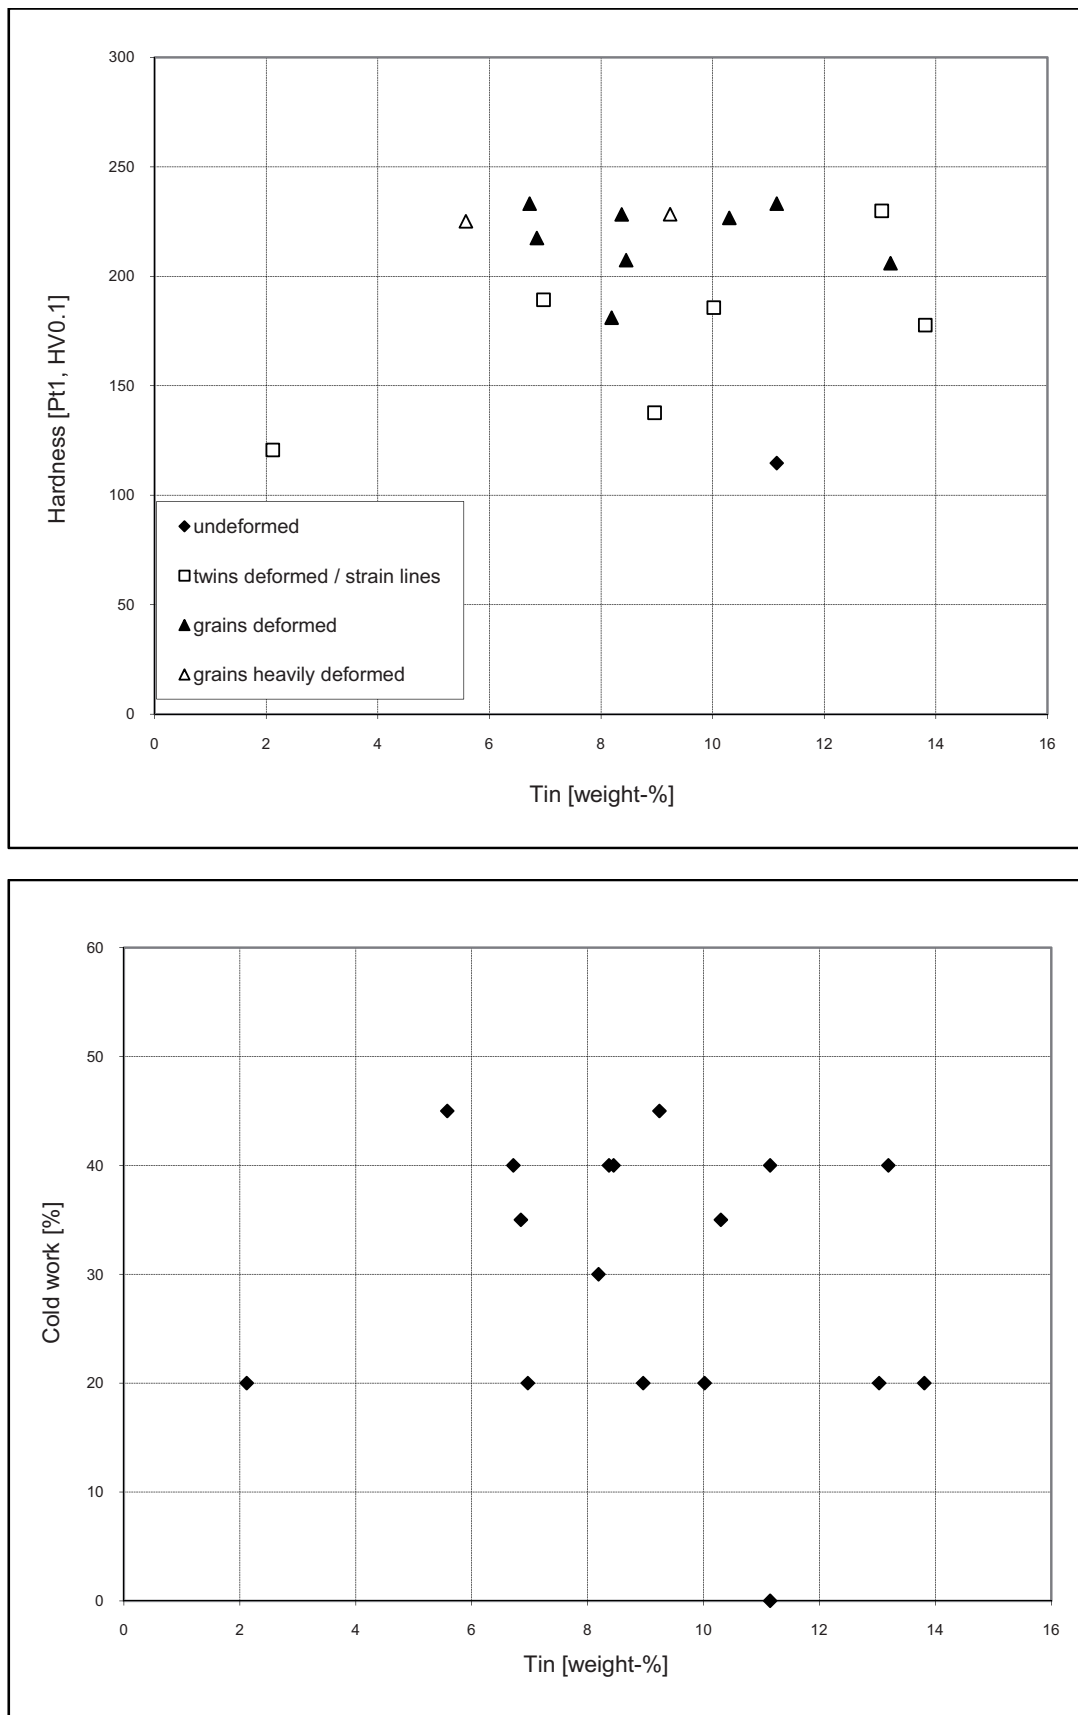 300
250
200
150
100
50
0
Hardness [Pt1, HV0.1]
undeformed
twins deformed / strain lines
grains deformed
grains heavily deformed
0 2 4 6 8 10 12 14 16
Tin [weight-%]
60
50
40
30
20
10
0
Cold work [%]
0 2 4 6 8 10 12 14 16
Tin [weight-%]